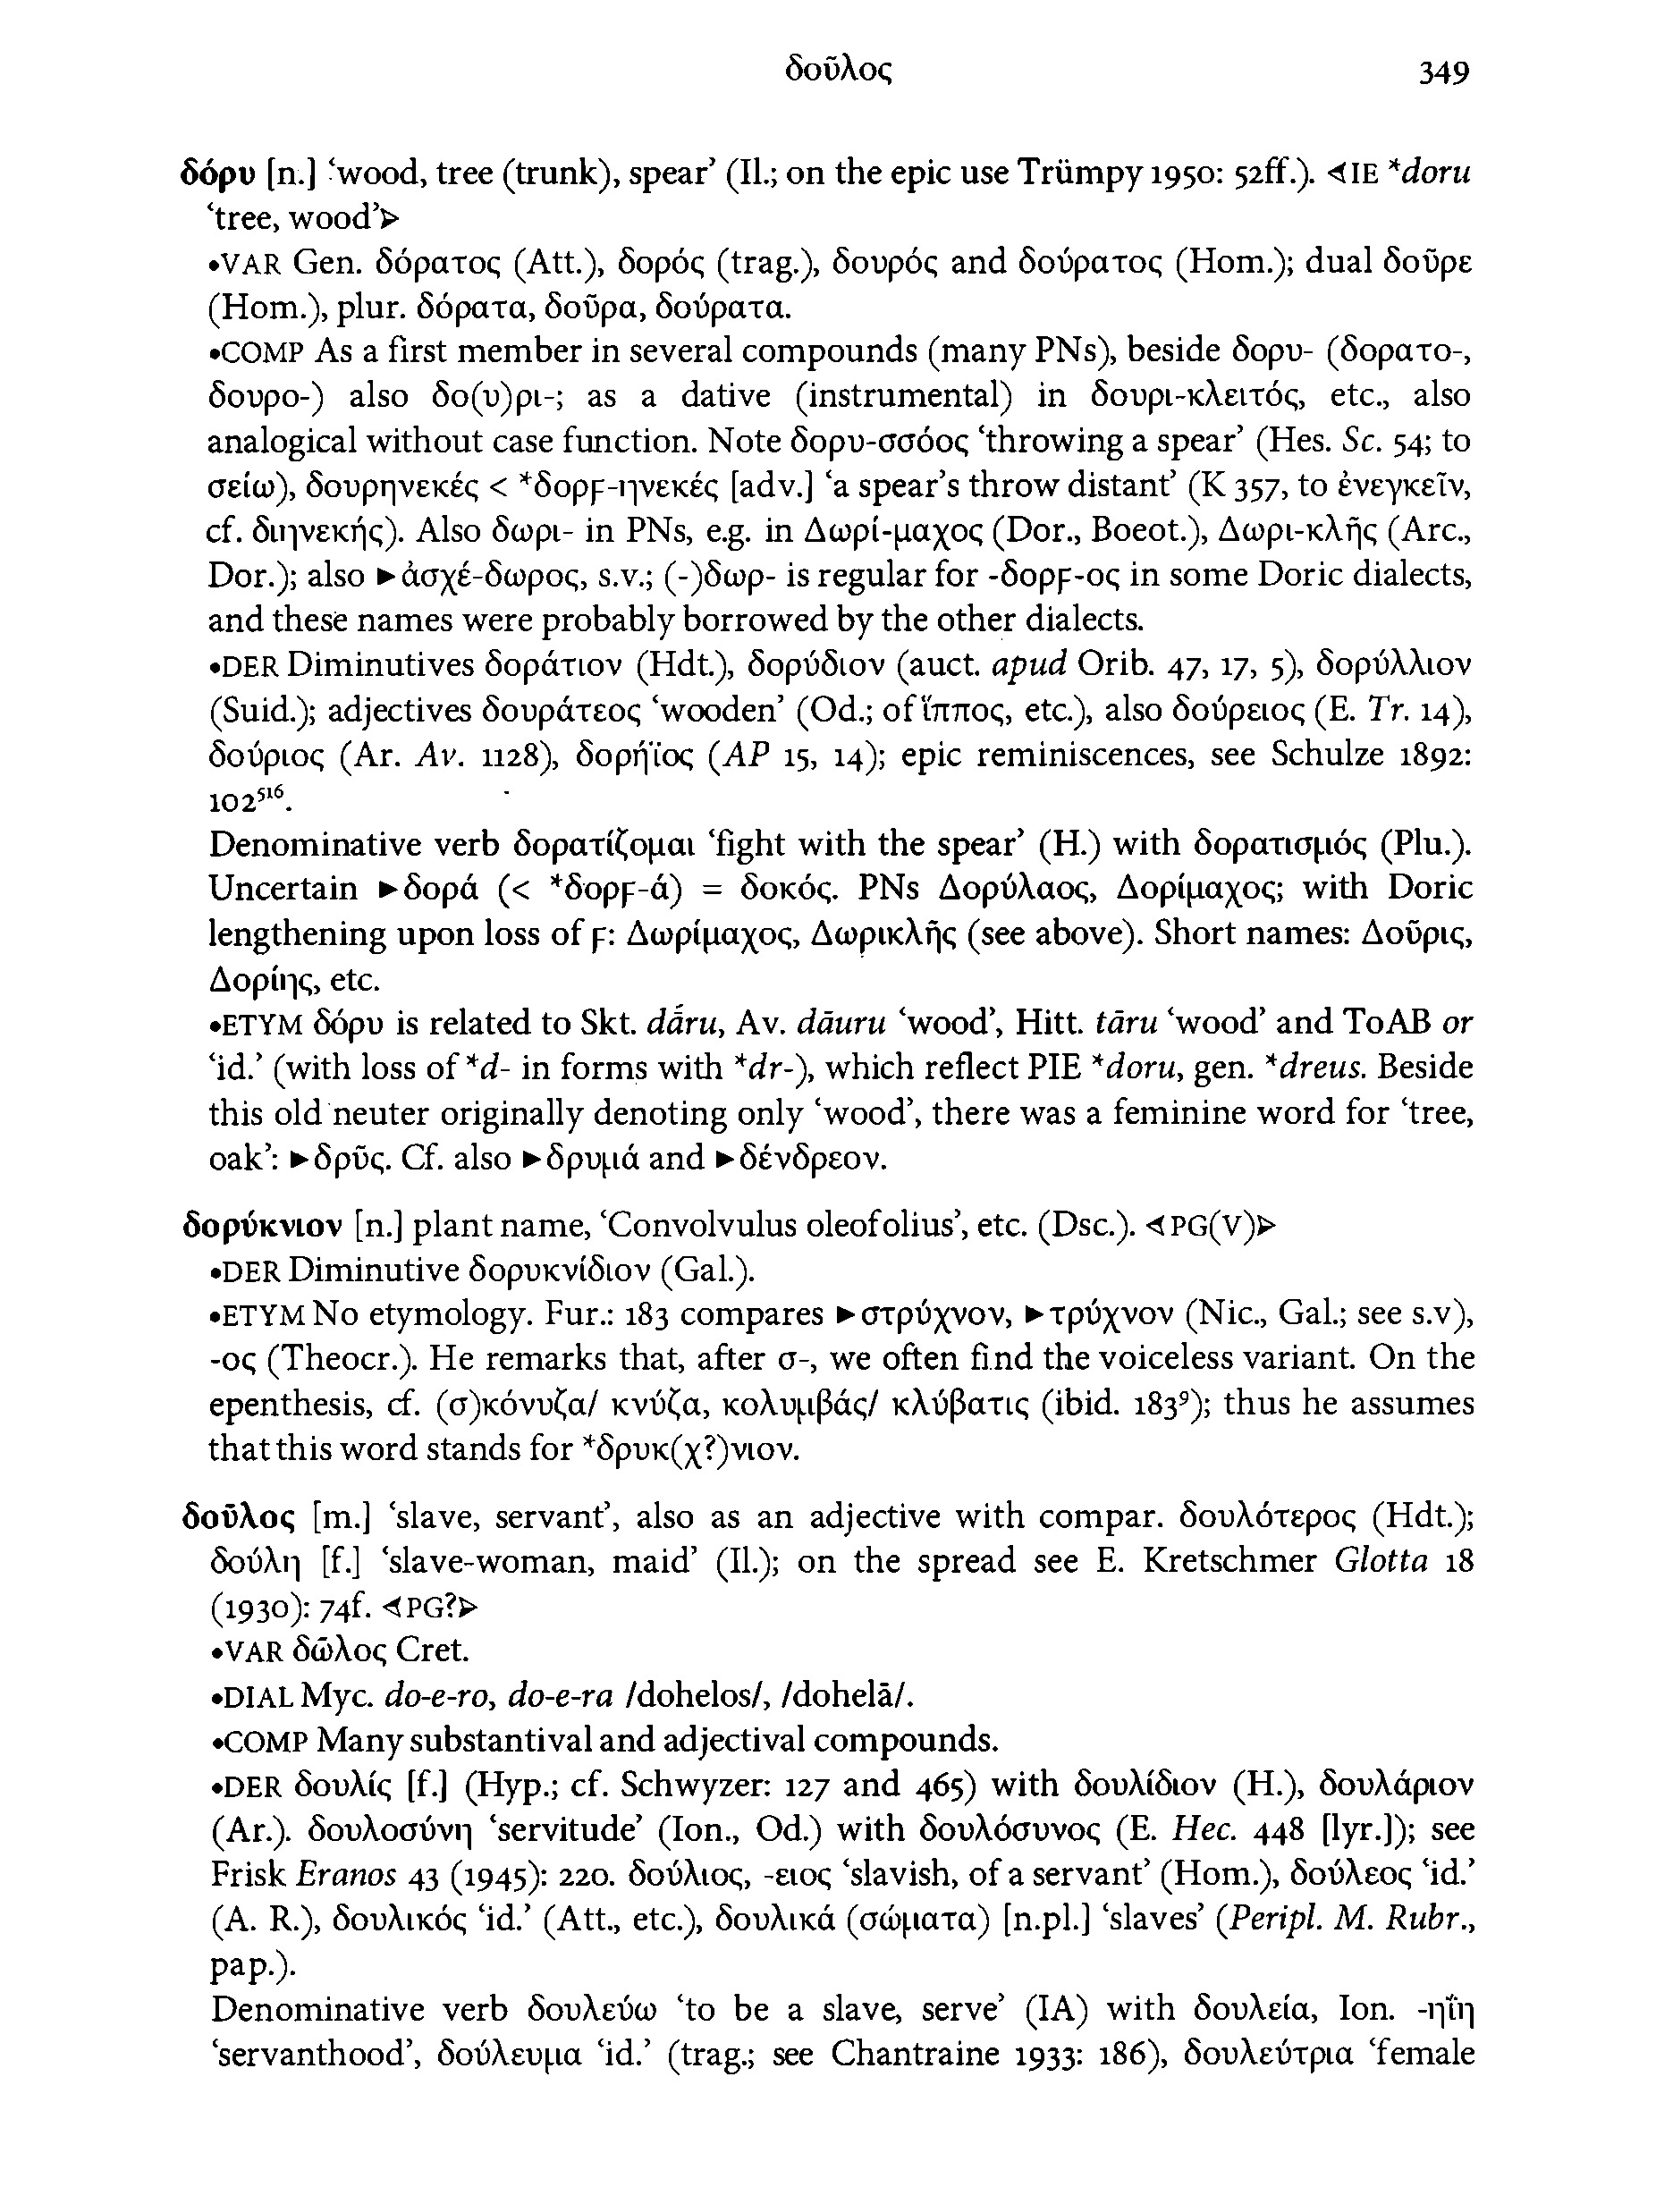 δοῦλος 349
δόρυ [n.] ‘wood, tree (trunk), spear’ (Il.; on the epic use Trümpy 1950: 52ff.). ⊲IE *doru
‘tree, wood’⊳
•VAR Gen. δόρατος (Att.), δορός (trag.), δουρός and δούρατος (Hom.); dual δοῦρε
(Hom.), plur. δόρατα, δοῦρα, δούρατα.
•COMP As a first member in several compounds (many PNs), beside δορυ- (δορατο-,
δουρο-) also δο(υ)ρι-; as a dative (instrumental) in δουρι-κλειτός, etc., also
analogical without case function. Note δορυ-σσόος ‘throwing a spear’ (Hes. Sc. 54; to
σείω), δουρηνεκές < *δορϝ-ηνεκές [adv.] ‘a spear’s throw distant’ (K 357, to ἐνεγκεῖν,
cf. διηνεκής). Also δωρι- in PNs, e.g. in Δωρί-μαχος (Dor., Boeot.), Δωρι-κλῆς (Arc.,
Dor.); also ►ἀσχέ-δωρος, s.v.; (-)δωρ- is regular for -δορϝ-ος in some Doric dialects,
and these names were probably borrowed by the other dialects.
•DER Diminutives δοράτιον (Hdt.), δορύδιον (auct. apud Orib. 47, 17, 5), δορύλλιον
(Suid.); adjectives δουράτεος ‘wooden’ (Od.; of ἵππος, etc.), also δούρειος (E. Tr. 14),
δούριος (Ar. Av. 1128), δορήϊος (AP 15, 14); epic reminiscences, see Schulze 1892:
102⁵¹⁶.
Denominative verb δορατίζομαι ‘fight with the spear’ (H.) with δορατισμός (Plu.).
Uncertain ►δορά (< *δορϝ-ά) = δοκός. PNs Δορύλαος, Δορίμαχος; with Doric
lengthening upon loss of ϝ: Δωρίμαχος, Δωρικλῆς (see above). Short names: Δοῦρις,
Δορίης, etc.
•ETYM δόρυ is related to Skt. dā́ru, Av. dāuru ‘wood’, Hitt. tāru ‘wood’ and ToAB or
‘id.’ (with loss of *d- in forms with *dr-), which reflect PIE *doru, gen. *dreus. Beside
this old neuter originally denoting only ‘wood’, there was a feminine word for ‘tree,
oak’: ►δρῦς. Cf. also ►δρυμά and ►δένδρεον.
δορύκνιον [n.] plant name, ‘Convolvulus oleofolius’, etc. (Dsc.). ⊲PG(V)⊳
•DER Diminutive δορυκνίδιον (Gal.).
•ETYM No etymology. Fur.: 183 compares ►στρύχνον, ►τρύχνον (Nic., Gal.; see s.v),
-ος (Theocr.). He remarks that, after σ-, we often find the voiceless variant. On the
epenthesis, cf. (σ)κόνυζα/ κνύζα, κολυμβάς/ κλύβατις (ibid. 183⁹); thus he assumes
that this word stands for *δρυκ(χ?)νιον.
δοῦλος [m.] ‘slave, servant’, also as an adjective with compar. δουλότερος (Hdt.);
δούλη [f.] ‘slave-woman, maid’ (Il.); on the spread see E. Kretschmer Glotta 18
(1930): 74f. ⊲PG?⊳
•VAR δῶλος Cret.
•DIAL Myc. do-e-ro, do-e-ra /dohelos/, /dohelā/.
•COMP Many substantival and adjectival compounds.
•DER δουλίς [f.] (Hyp.; cf. Schwyzer: 127 and 465) with δουλίδιον (H.), δουλάριον
(Ar.). δουλοσύνη ‘servitude’ (Ion., Od.) with δουλόσυνος (E. Hec. 448 [lyr.]); see
Frisk Eranos 43 (1945): 220. δούλιος, -ειος ‘slavish, of a servant’ (Hom.), δούλεος ‘id.’
(A. R.), δουλικός ‘id.’ (Att., etc.), δουλικά (σώματα) [n.pl.] ‘slaves’ (Peripl. M. Rubr.,
pap.).
Denominative verb δουλεύω ‘to be a slave, serve’ (IA) with δουλεία, Ion. -ηΐη
‘servanthood’, δούλευμα ‘id.’ (trag.; see Chantraine 1933: 186), δουλεύτρια ‘female